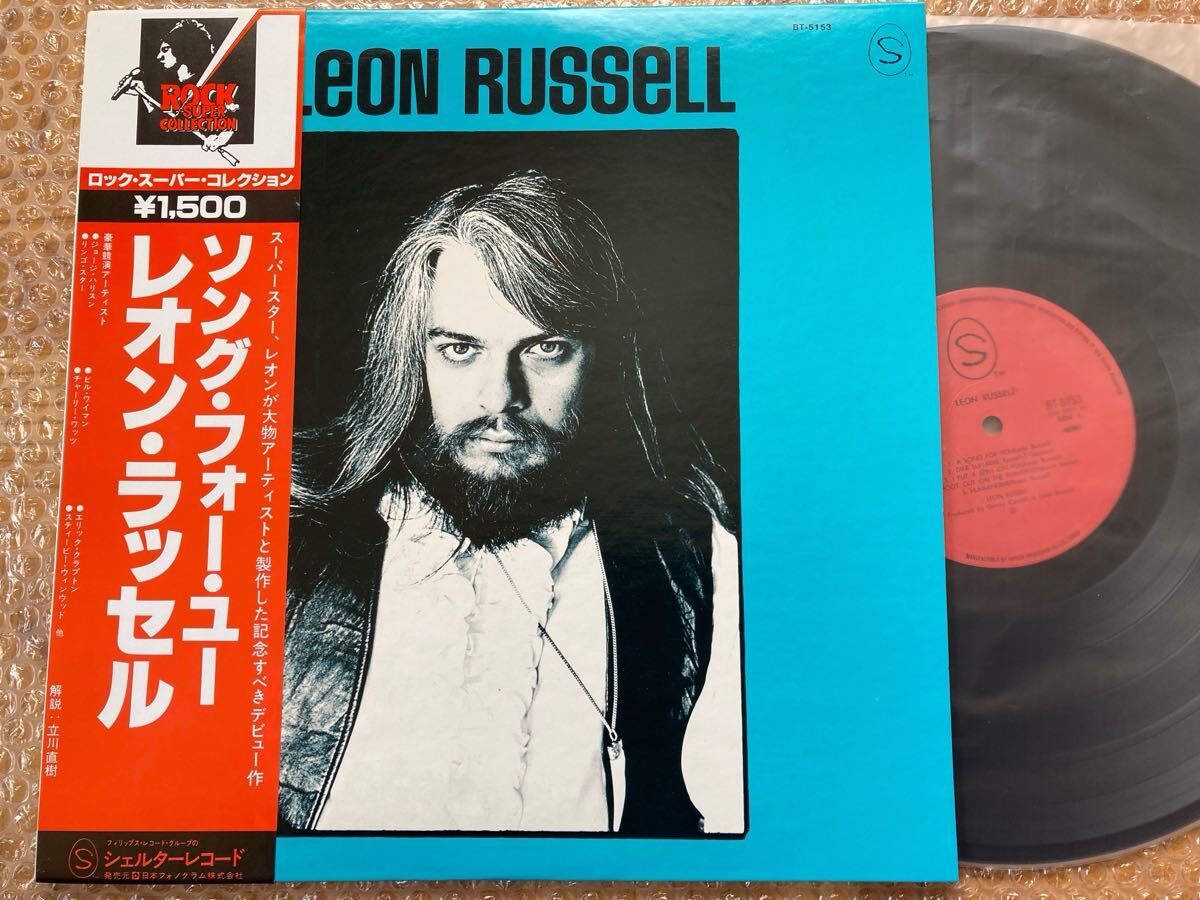 ROCK
SUPER
COLLECTION
ロック・スーパー・コレクション
¥1,500
スーパースター、レオンが大物アーティストと製作した記念すべきデビュー作
ソング・フォー・ユー
レオン・ラッセル
豪華競演アーティスト
●ジョージ・ハリスン
●リンゴ・スター
●ビル・ワイマン
●チャーリー・ワッツ
●エリック・クラプトン
●スティービー・ウィンウッド 他
解説：立川直樹
フィリップス・レコード・グループの
S
シェルターレコード
発売元 日本フォノグラム株式会社
LEON RUSSELL
BT-5153
S
TM
S
TM
LEON RUSSELL
BT-5153
1. A SONG FOR YOU
LEON RUSSELL